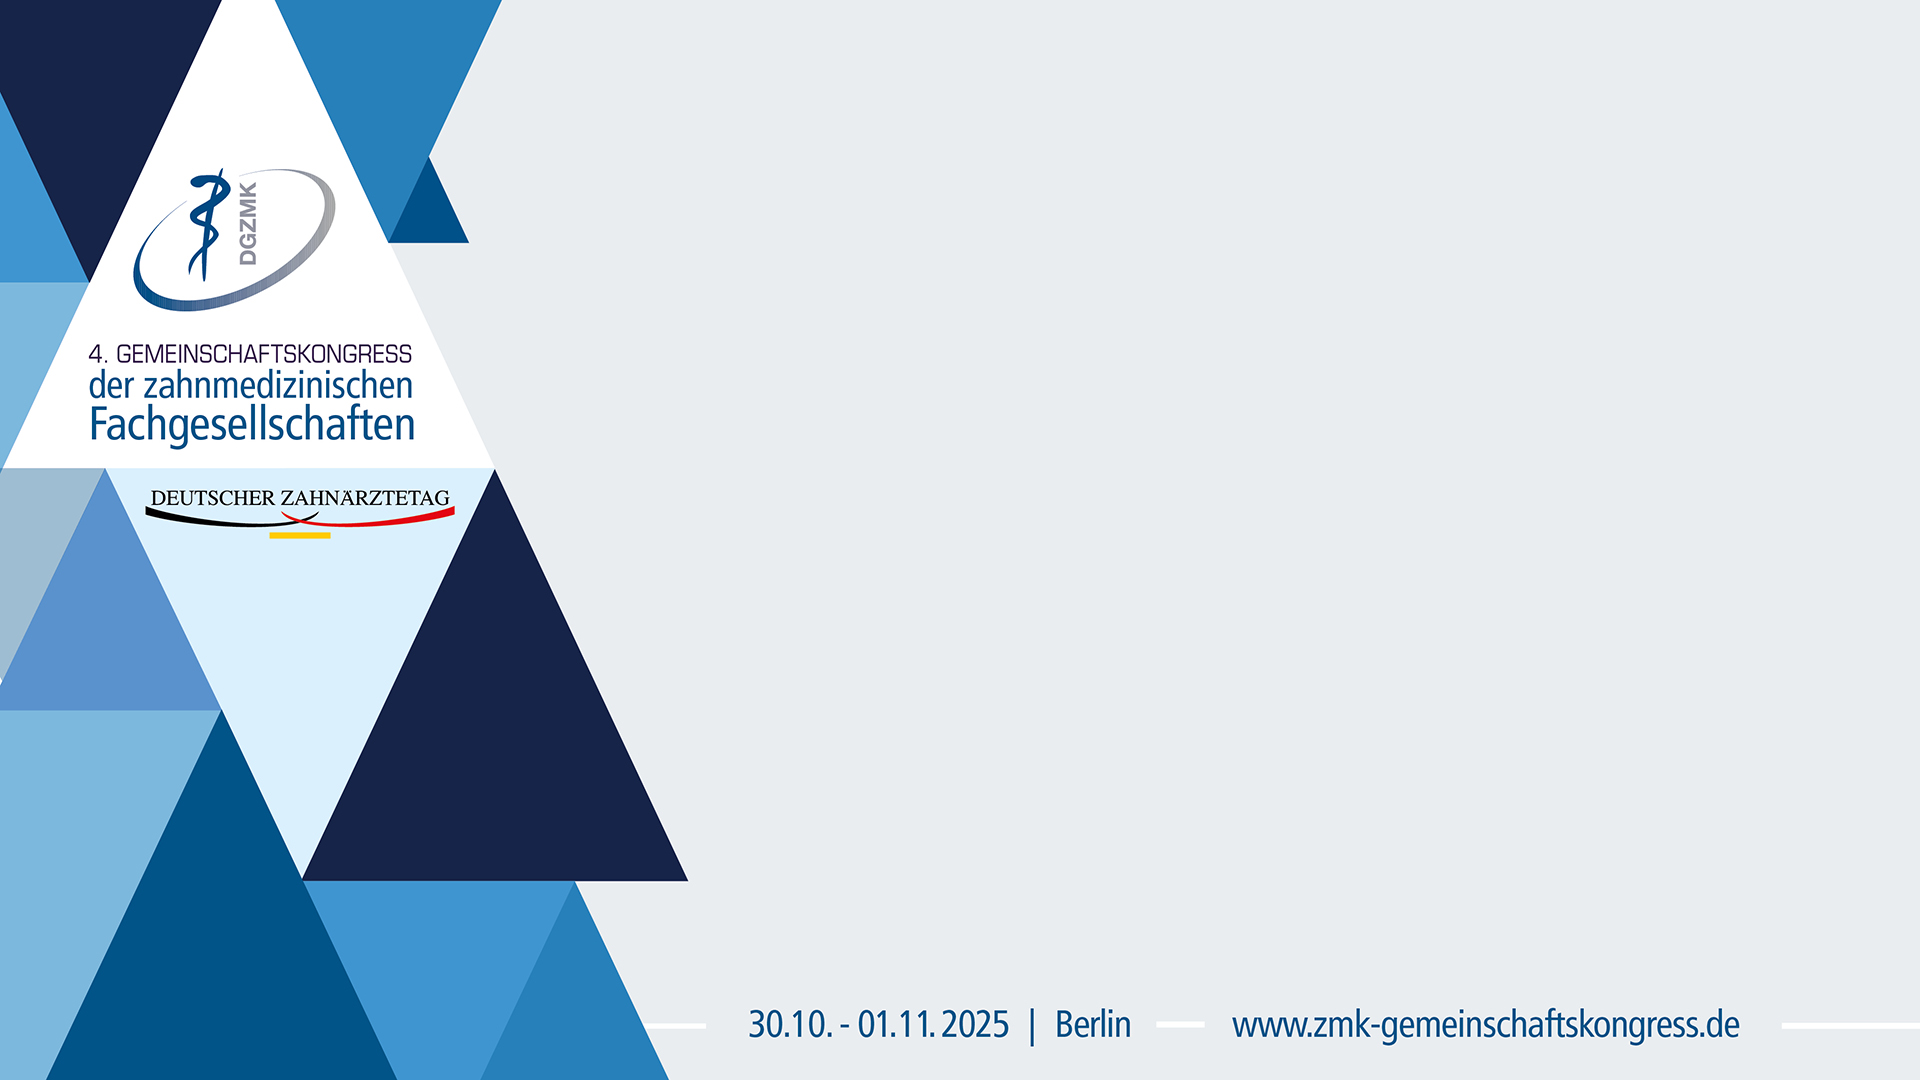 DGZMK
4. GEMEINSCHAFTSKONGRESS
der zahnmedizinischen
Fachgesellschaften
DEUTSCHER ZAHNÄRZTETAG
30.10. - 01.11. 2025 | Berlin
www.zmk-gemeinschaftskongress.de